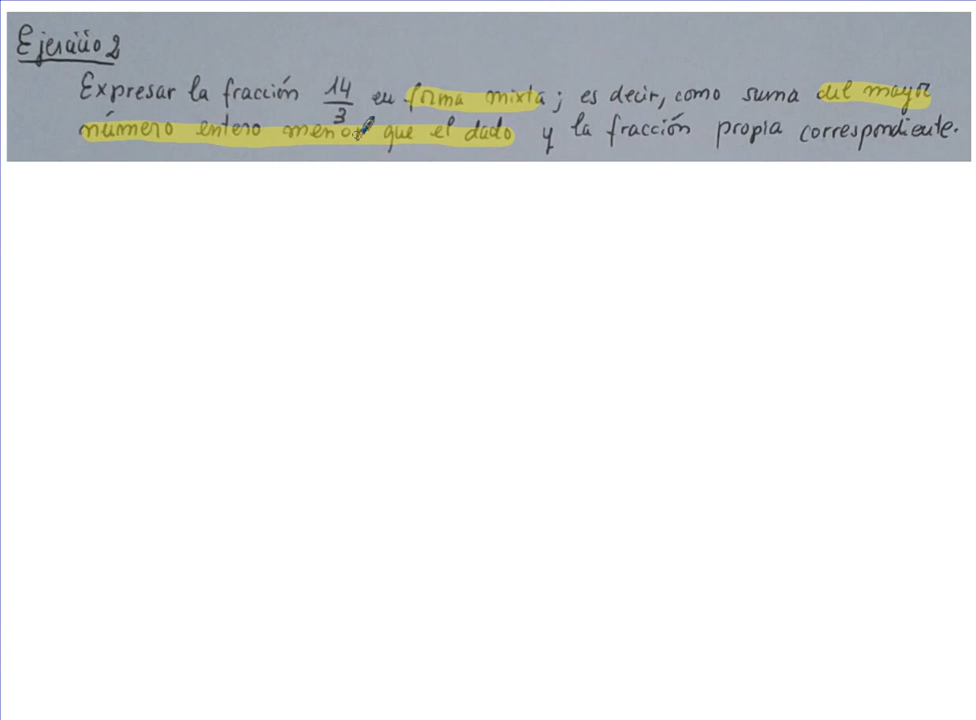 Ejercicio 2
Expresar la fracción 14/3 en forma mixta; es decir, como suma del mayor
número entero menor que el dado y la fracción propia correspondiente.